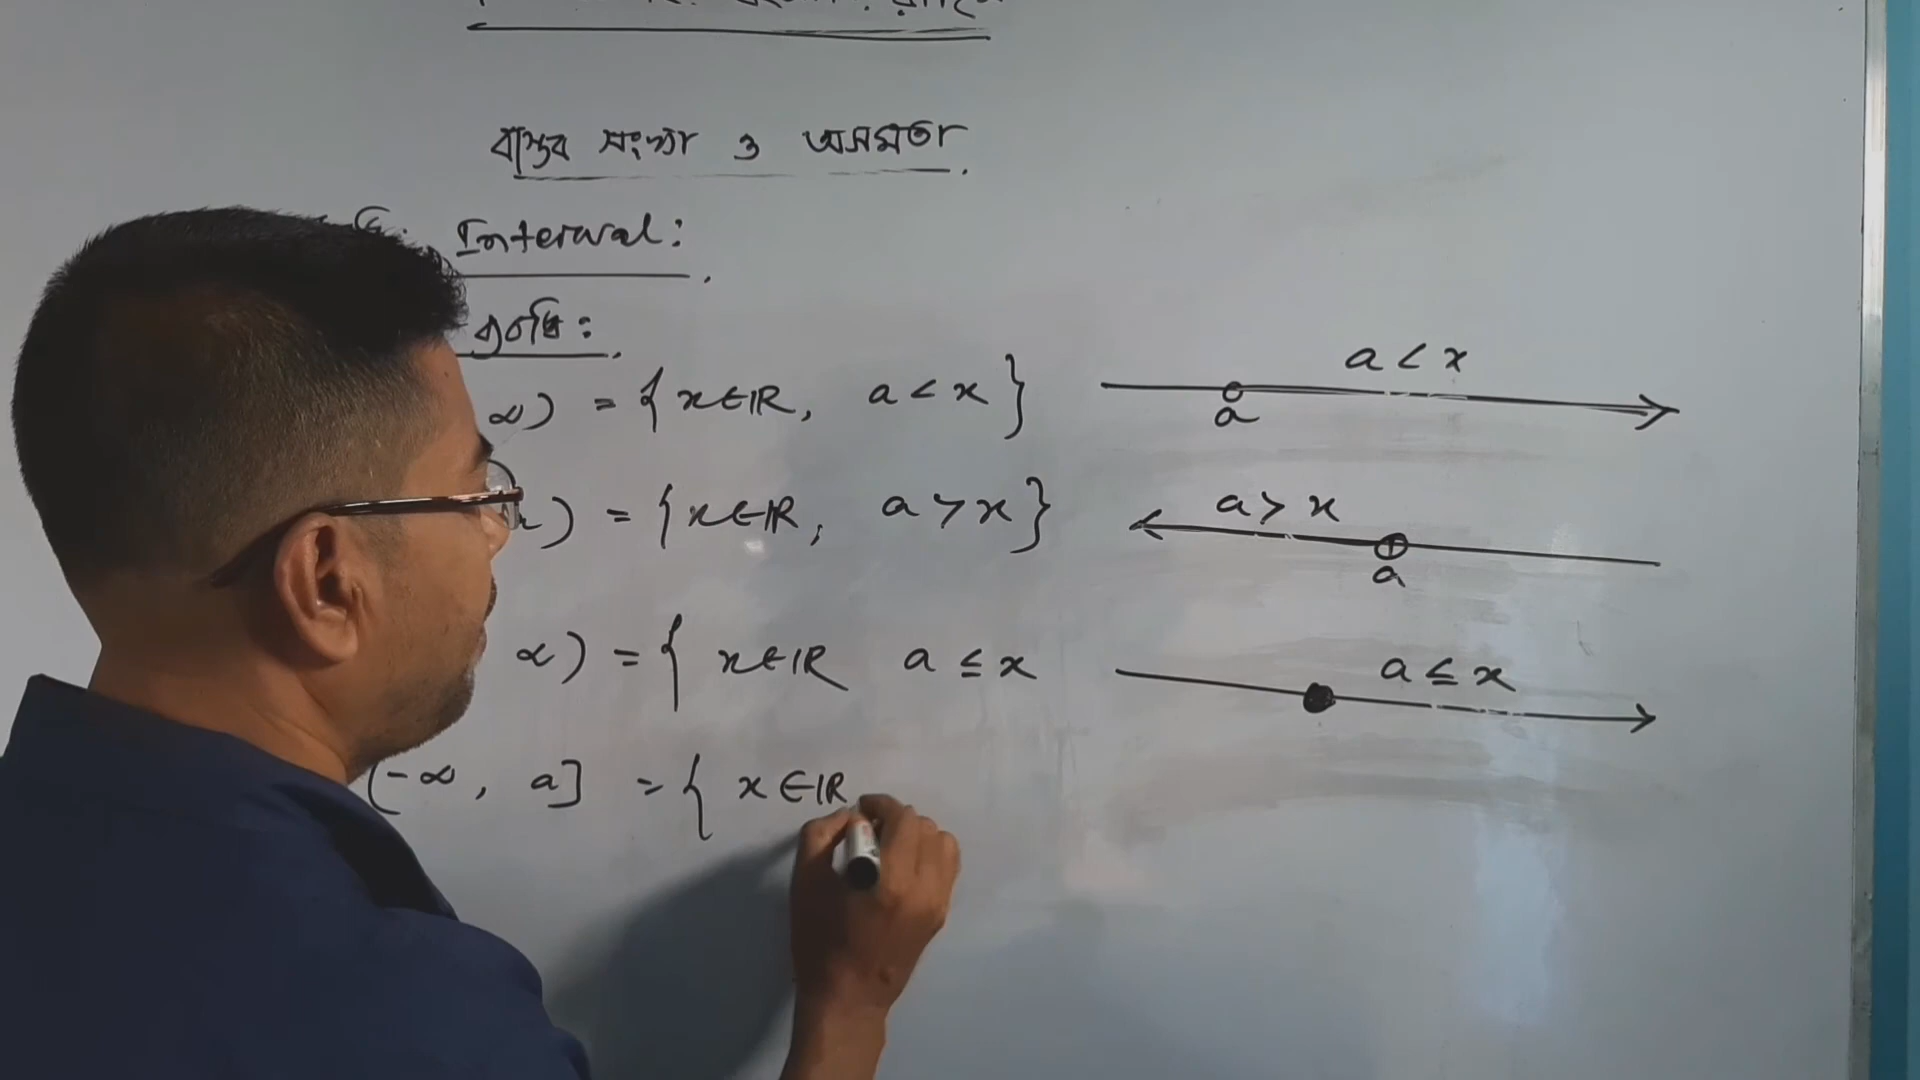 বাস্তব সংখ্যা ও অসমতা
Interval:
∝) = { x∈IR, a < x } a < x
a
) = { x∈IR, a > x } a > x
a
∝) = { x∈IR a ≤ x a ≤ x
(-∝, a] = { x ∈ IR